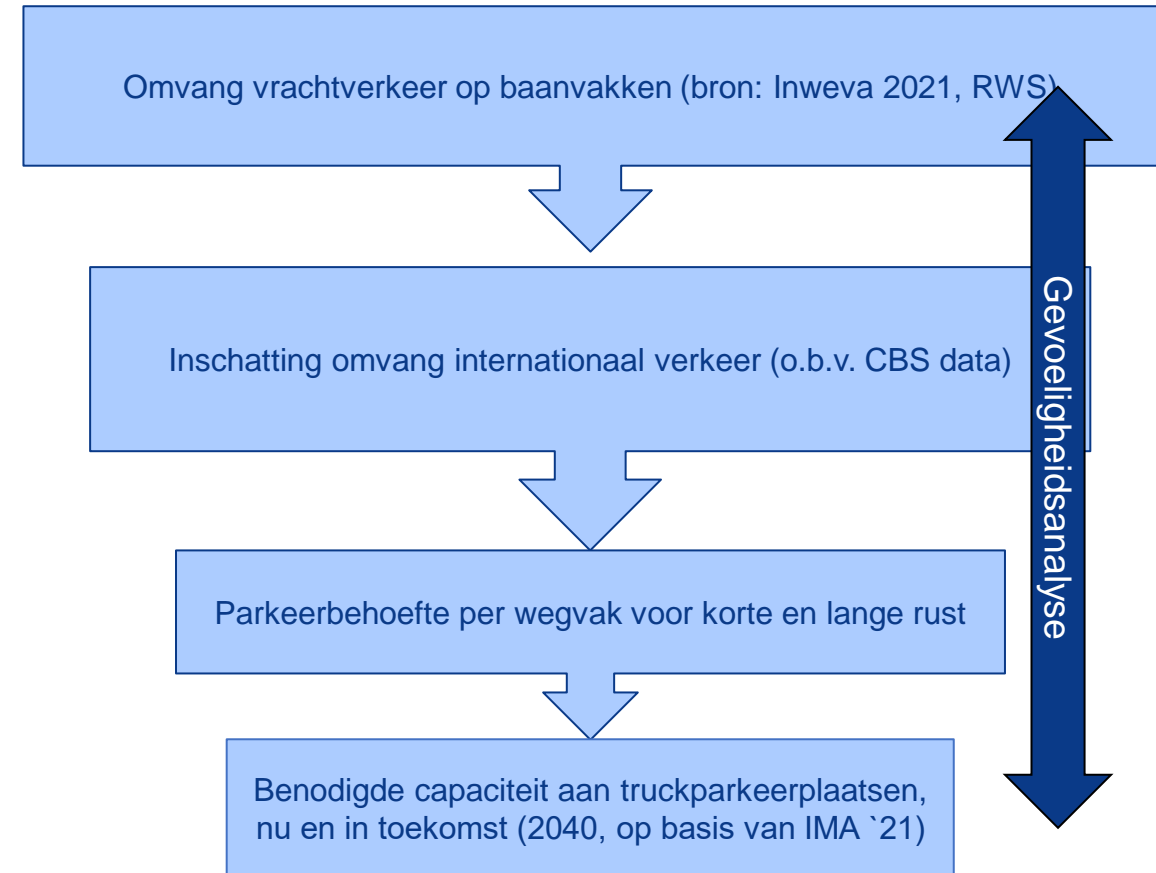 Omvang vrachtverkeer op baanvakken (bron: Inweva 2021, RWS)
Inschatting omvang internationaal verkeer (o.b.v. CBS data)
Gevoeligheidsanalyse
Parkeerbehoefte per wegvak voor korte en lange rust
Benodigde capaciteit aan truckparkeerplaatsen,
nu en in toekomst (2040, op basis van IMA `21)